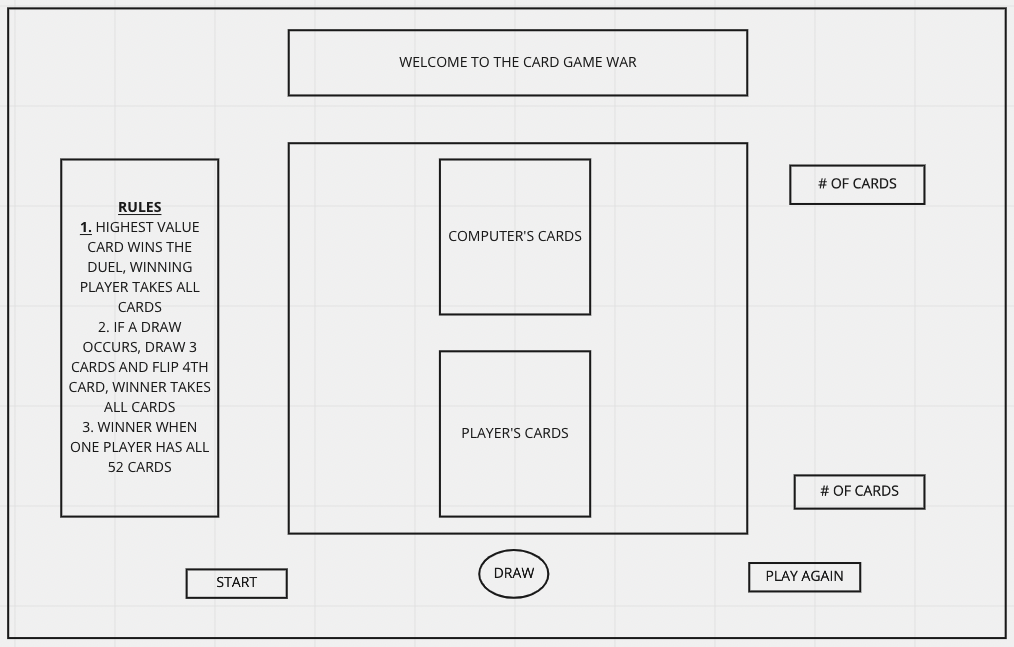 WELCOME TO THE CARD GAME WAR
RULES
1. HIGHEST VALUE
CARD WINS THE
DUEL, WINNING
PLAYER TAKES ALL
CARDS
2. IF A DRAW
OCCURS, DRAW 3
CARDS AND FLIP 4TH
CARD, WINNER TAKES
ALL CARDS
3. WINNER WHEN
ONE PLAYER HAS ALL
52 CARDS
COMPUTER'S CARDS
PLAYER'S CARDS
# OF CARDS
# OF CARDS
START
DRAW
PLAY AGAIN